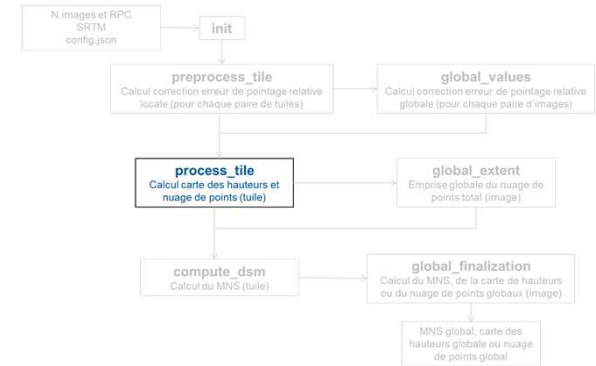 N images et RPC
SRTM
config.json
init
preprocess_tile
Calcul correction erreur de pointage relative
locale (pour chaque paire de tuiles)
global_values
Calcul correction erreur de pointage relative
globale (pour chaque paire d'images)
process_tile
Calcul carte des hauteurs et
nuage de points (tuile)
global_extent
Emprise globale du nuage de
points total (image)
compute_dsm
Calcul du MNS (tuile)
global_finalization
Calcul du MNS, de la carte de hauteurs
ou du nuage de points globaux (image)
MNS global, carte des
hauteurs globale ou nuage
de points global